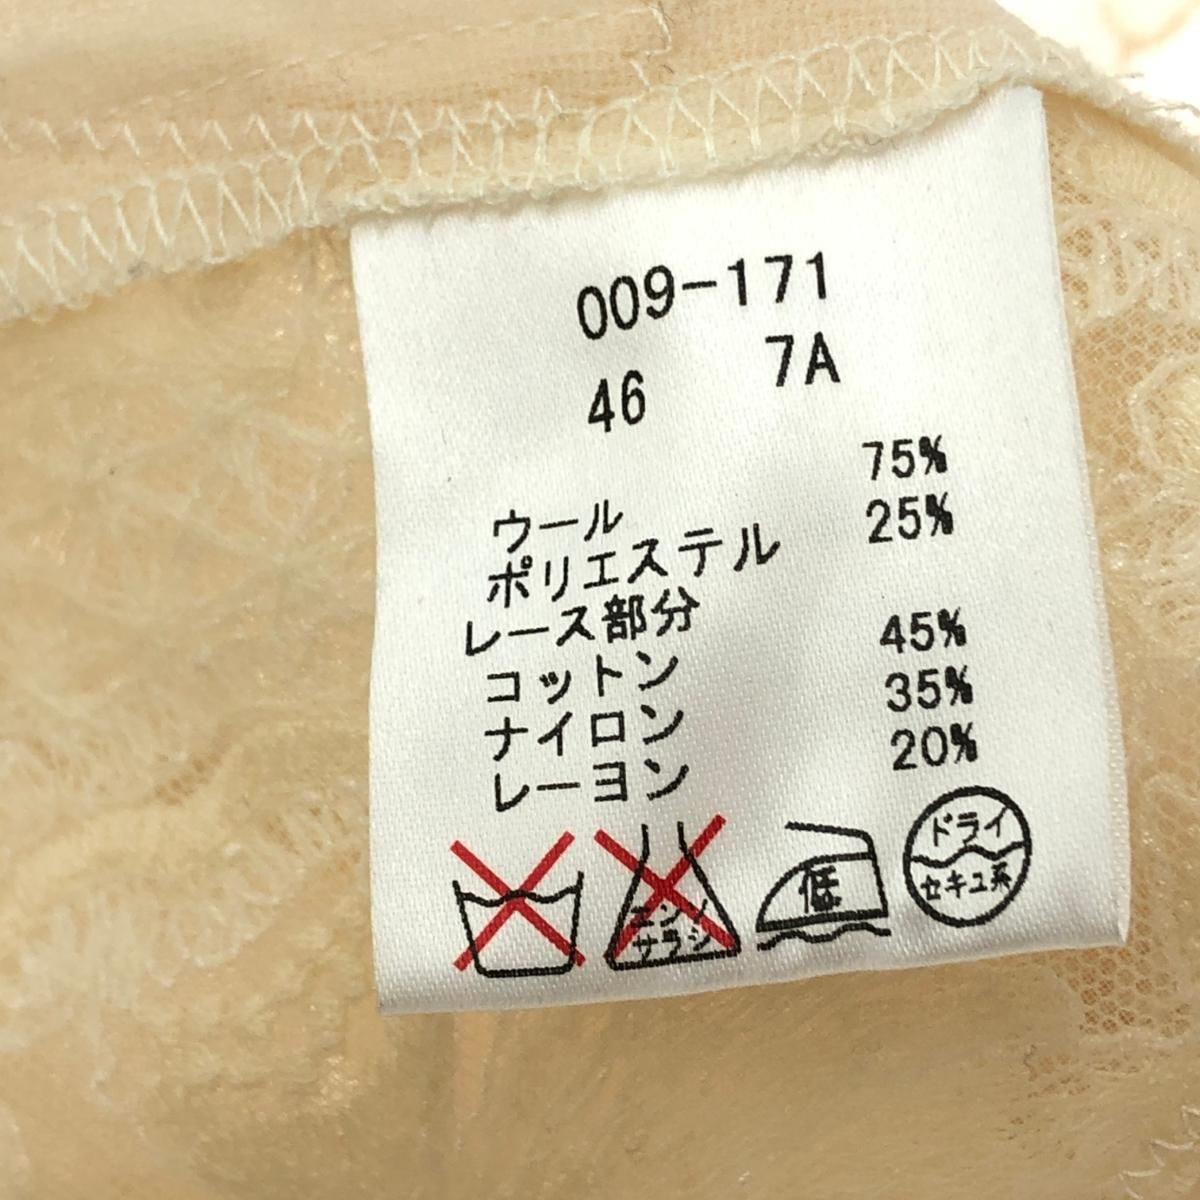 009-171
46 7A
ウール 75%
ポリエステル 25%
レース部分
コットン 45%
ナイロン 35%
レーヨン 20%
エンソ
サラシ
低
ドライ
セキユ系